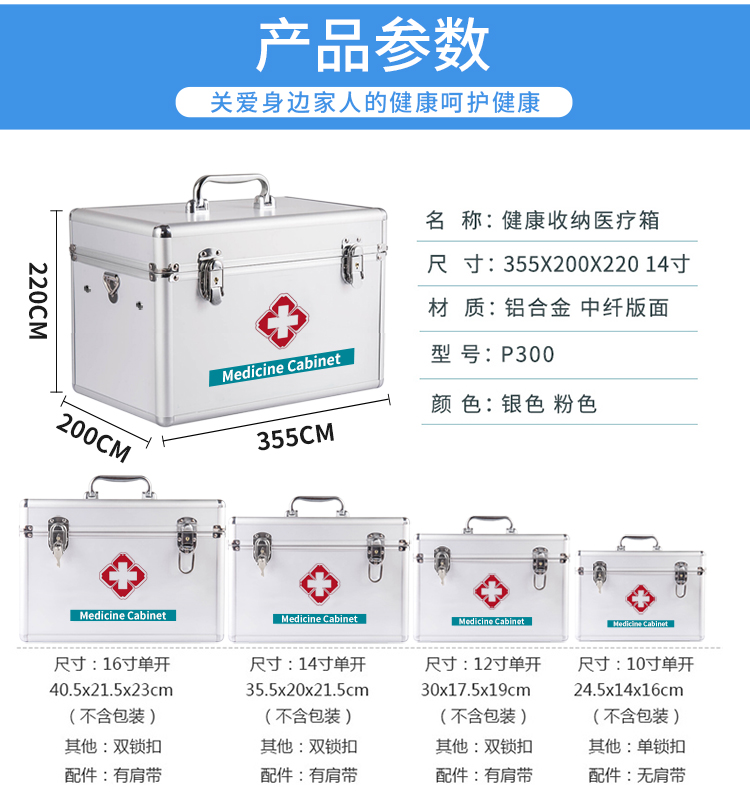 产品参数
关爱身边家人的健康呵护健康
220CM
200CM
355CM
Medicine Cabinet
名 称：健康收纳医疗箱
尺 寸：355X200X220 14寸
材 质：铝合金 中纤版面
型 号：P300
颜 色：银色 粉色
Medicine Cabinet
Medicine Cabinet
Medicine Cabinet
Medicine Cabinet
尺寸：16寸单开
40.5x21.5x23cm
（不含包装）
其他：双锁扣
配件：有肩带
尺寸：14寸单开
35.5x20x21.5cm
（不含包装）
其他：双锁扣
配件：有肩带
尺寸：12寸单开
30x17.5x19cm
（不含包装）
其他：双锁扣
配件：有肩带
尺寸：10寸单开
24.5x14x16cm
（不含包装）
其他：单锁扣
配件：无肩带